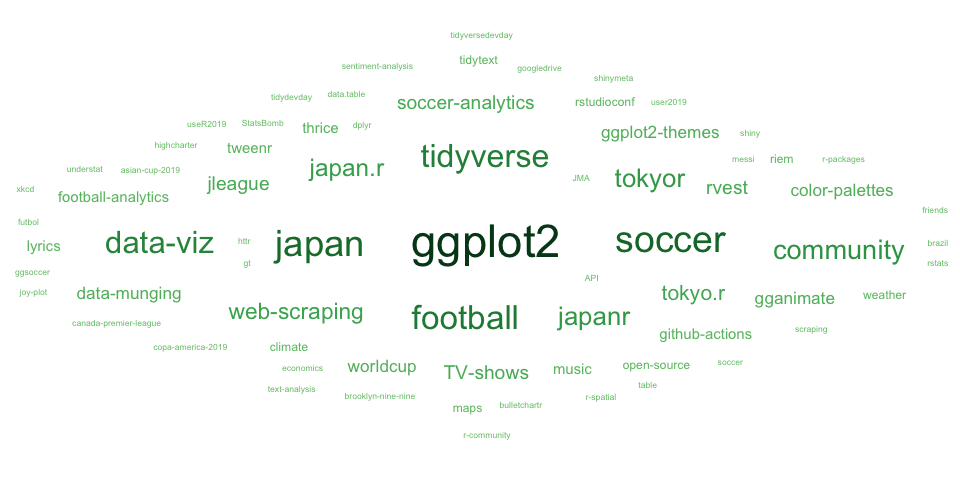 tidyversedevday
tidytext
sentiment-analysis
googledrive
shinymeta
tidydevday
data.table
soccer-analytics
rstudioconf
user2019
useR2019
StatsBomb
thrice
dplyr
ggplot2-themes
shiny
highcharter
tweenr
japan.r
tidyverse
messi
riem
r-packages
understat
asian-cup-2019
xkcd
football-analytics
jleague
JMA
tokyor
rvest
color-palettes
futbol
friends
lyrics
data-viz
httr
japan
ggplot2
soccer
community
brazil
gt
rstats
ggsoccer
API
joy-plot
data-munging
tokyo.r
gganimate
weather
canada-premier-league
web-scraping
football
japanr
github-actions
scraping
copa-america-2019
climate
economics
worldcup
TV-shows
music
open-source
soccer
text-analysis
brooklyn-nine-nine
table
r-spatial
maps
bulletchartr
r-community